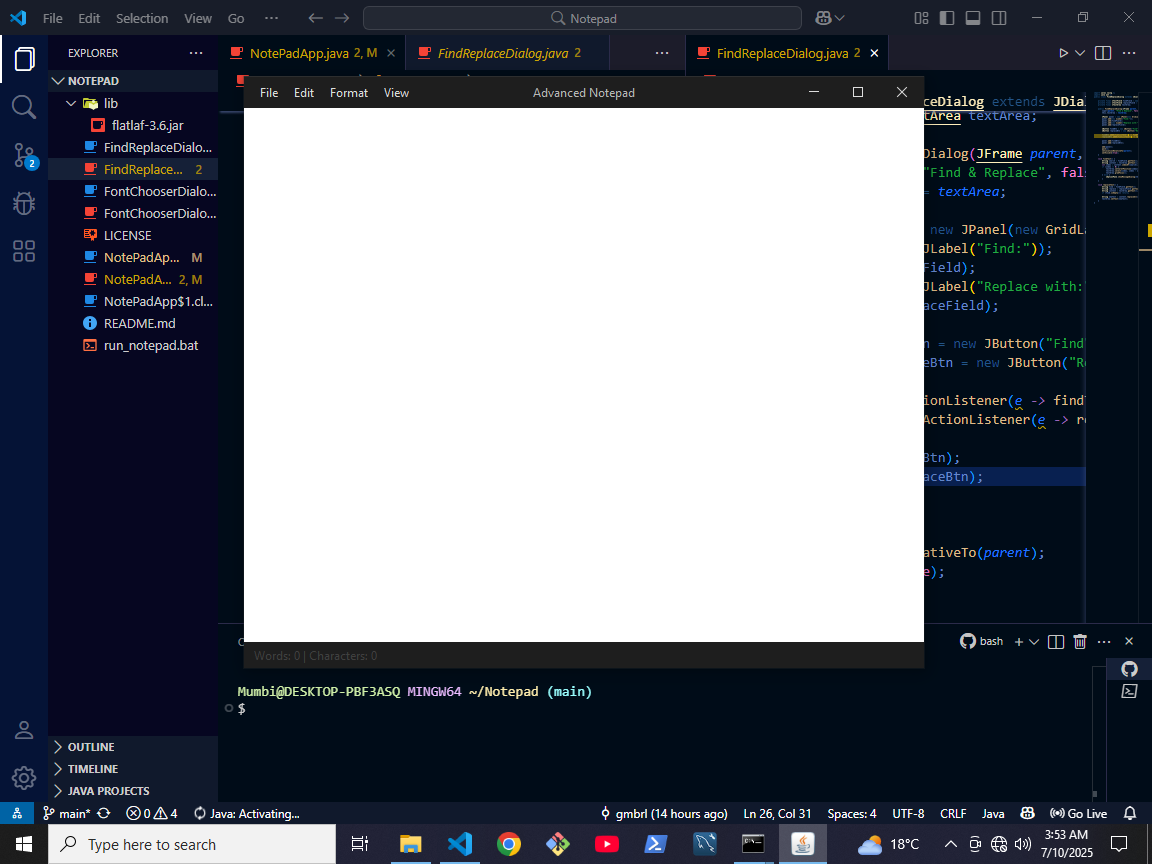 File Edit Selection View Go ··· Notepad
EXPLORER ···
NotePadApp.java 2, M
FindReplaceDialog.java 2 ···
FindReplaceDialog.java 2 ···
NOTEPAD
lib
flatlaf-3.6.jar
FindReplaceDialo...
FindReplace... 2
FontChooserDialo...
FontChooserDialo...
LICENSE
NotePadAp... M
NotePadA... 2, M
NotePadApp$1.cl...
README.md
run_notepad.bat
File Edit Format View Advanced Notepad
Words: 0 | Characters: 0
ceDialog extends JDia
tArea textArea;
Dialog(JFrame parent,
"Find & Replace", fals
= textArea;
new JPanel(new GridLa
JLabel("Find:"));
Field);
JLabel("Replace with:
aceField);
n = new JButton("Find
eBtn = new JButton("Re
ionListener(e -> find
ActionListener(e -> re
Btn);
aceBtn);
ativeTo(parent);
e);
bash
Mumbi@DESKTOP-PBF3ASQ MINGW64 ~/Notepad (main)
$
OUTLINE
TIMELINE
JAVA PROJECTS
2
main* 0 4 Java: Activating... gmbrl (14 hours ago) Ln 26, Col 31 Spaces: 4 UTF-8 CRLF Java Go Live
Type here to search
18°C
3:53 AM
7/10/2025